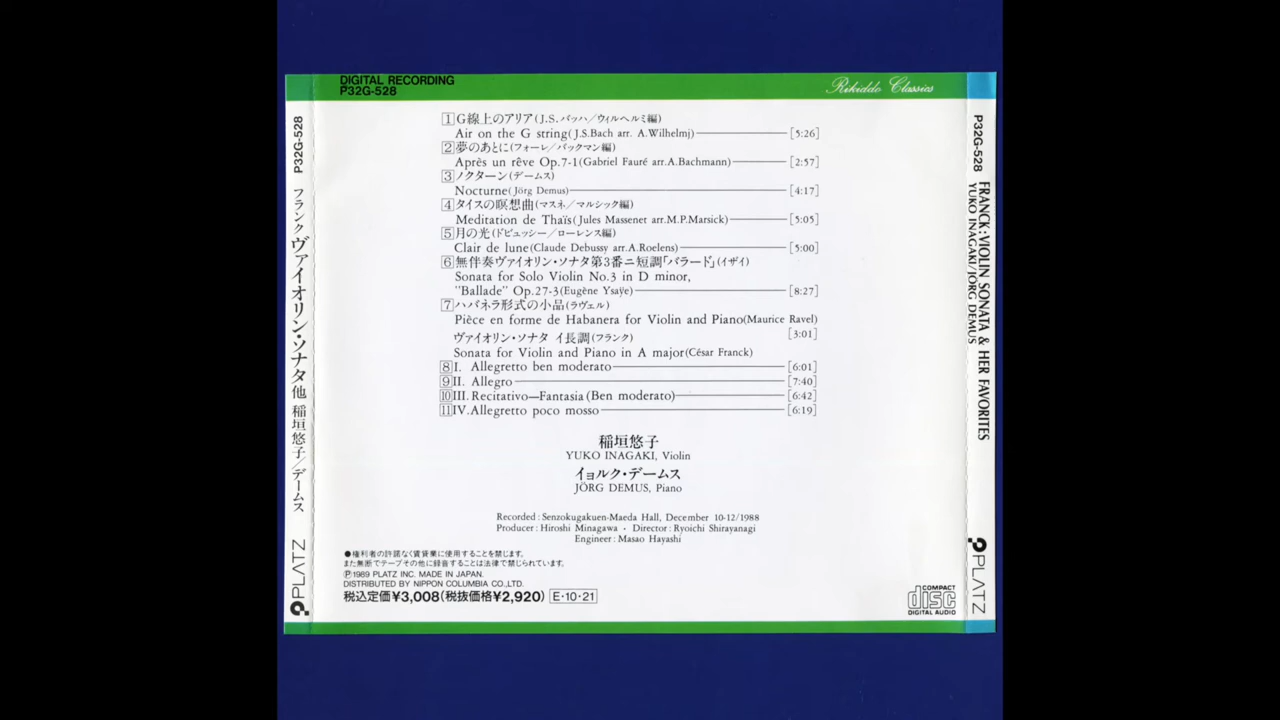 DIGITAL RECORDING
P32G-528
Rikiddo Classics
1 G線上のアリア(J.S.バッハ/ウィルヘルミ編)
Air on the G string(J.S.Bach arr. A.Wilhelmj) [5:26]
2 夢のあとに(フォーレ/バックマン編)
Après un rêve Op.7-1(Gabriel Fauré arr.A.Bachmann) [2:57]
3 ノクターン(デームス)
Nocturne(Jörg Demus) [4:17]
4 タイスの瞑想曲(マスネ/マルシック編)
Meditation de Thaïs(Jules Massenet arr.M.P.Marsick) [5:05]
5 月の光(ドビュッシー/ローレンス編)
Clair de lune(Claude Debussy arr.A.Roelens) [5:00]
6 無伴奏ヴァイオリン・ソナタ第3番ニ短調「バラード」(イザイ)
Sonata for Solo Violin No.3 in D minor,
"Ballade" Op.27-3(Eugène Ysaÿe) [8:27]
7 ハバネラ形式の小品(ラヴェル)
Pièce en forme de Habanera for Violin and Piano(Maurice Ravel)
[3:01]
ヴァイオリン・ソナタ イ長調(フランク)
Sonata for Violin and Piano in A major(César Franck)
8 I. Allegretto ben moderato [6:01]
9 II. Allegro [7:40]
10 III. Recitativo—Fantasia (Ben moderato) [6:42]
11 IV. Allegretto poco mosso [6:19]
稲垣悠子
YUKO INAGAKI, Violin
イョルク・デームス
JÖRG DEMUS, Piano
Recorded : Senzokugakuen-Maeda Hall, December 10-12/1988
Producer : Hiroshi Minagawa · Director : Ryoichi Shirayanagi
Engineer : Masao Hayashi
●権利者の許諾なく賃貸業に使用することを禁じます。
また無断でテープその他に録音することは法律で禁じられています。
Ⓟ1989 PLATZ INC. MADE IN JAPAN.
DISTRIBUTED BY NIPPON COLUMBIA CO.,LTD.
税込定価¥3,008(税抜価格¥2,920) E・10・21
COMPACT
disc
DIGITAL AUDIO
P32G-528
フランク ヴァイオリン・ソナタ他 稲垣悠子/デームス
PLATZ
P32G-528
FRANCK:VIOLIN SONATA & HER FAVORITES
YUKO INAGAKI/JÖRG DEMUS
PLATZ